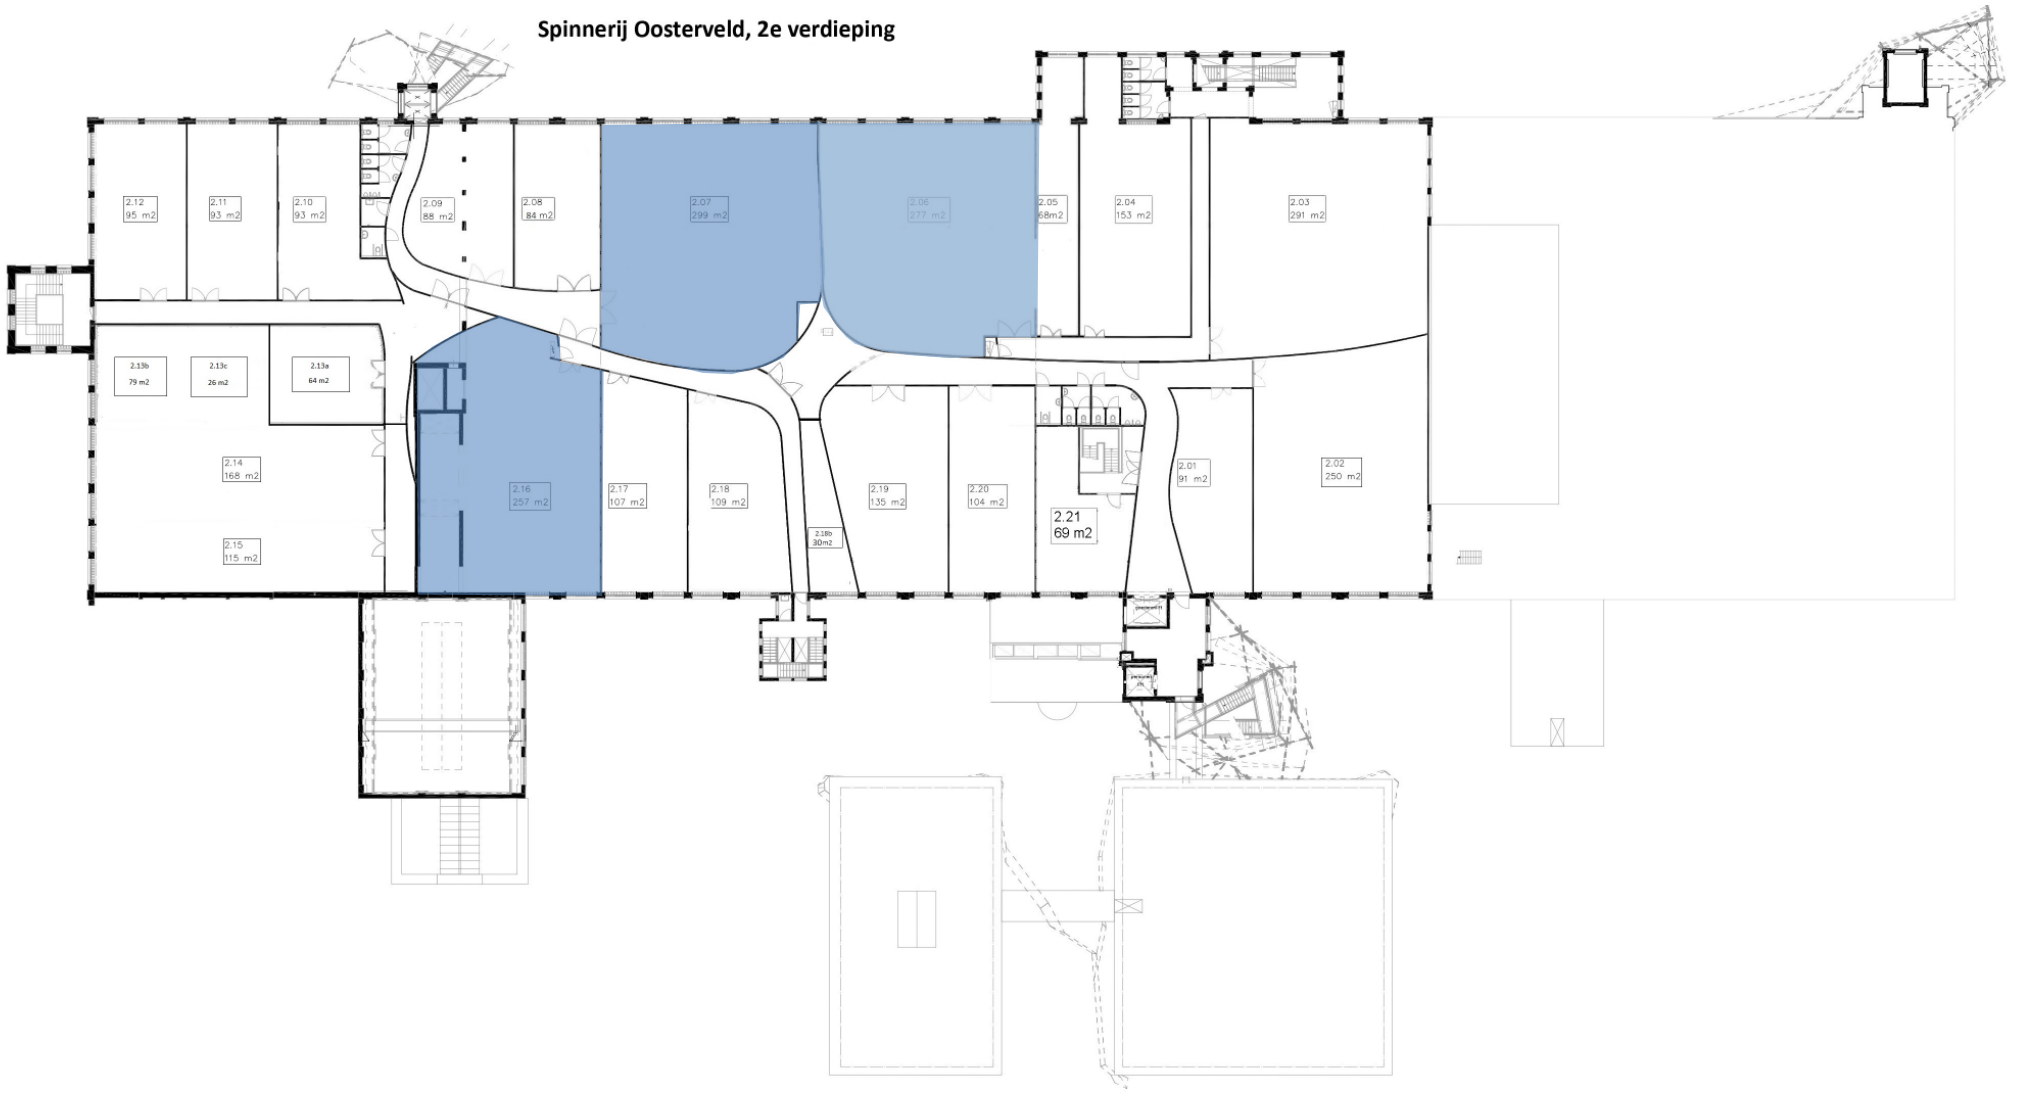 Spinnerij Oosterveld, 2e verdieping
2.12
95 m2
2.11
93 m2
2.10
93 m2
2.09
88 m2
2.08
84 m2
2.07
299 m2
2.06
277 m2
2.05
68m2
2.04
153 m2
2.03
291 m2
2.13b
79 m2
2.13c
26 m2
2.13a
64 m2
2.14
168 m2
2.15
115 m2
2.16
257 m2
2.17
107 m2
2.18
109 m2
2.18b
30m2
2.19
135 m2
2.20
104 m2
2.21
69 m2
2.01
91 m2
2.02
250 m2